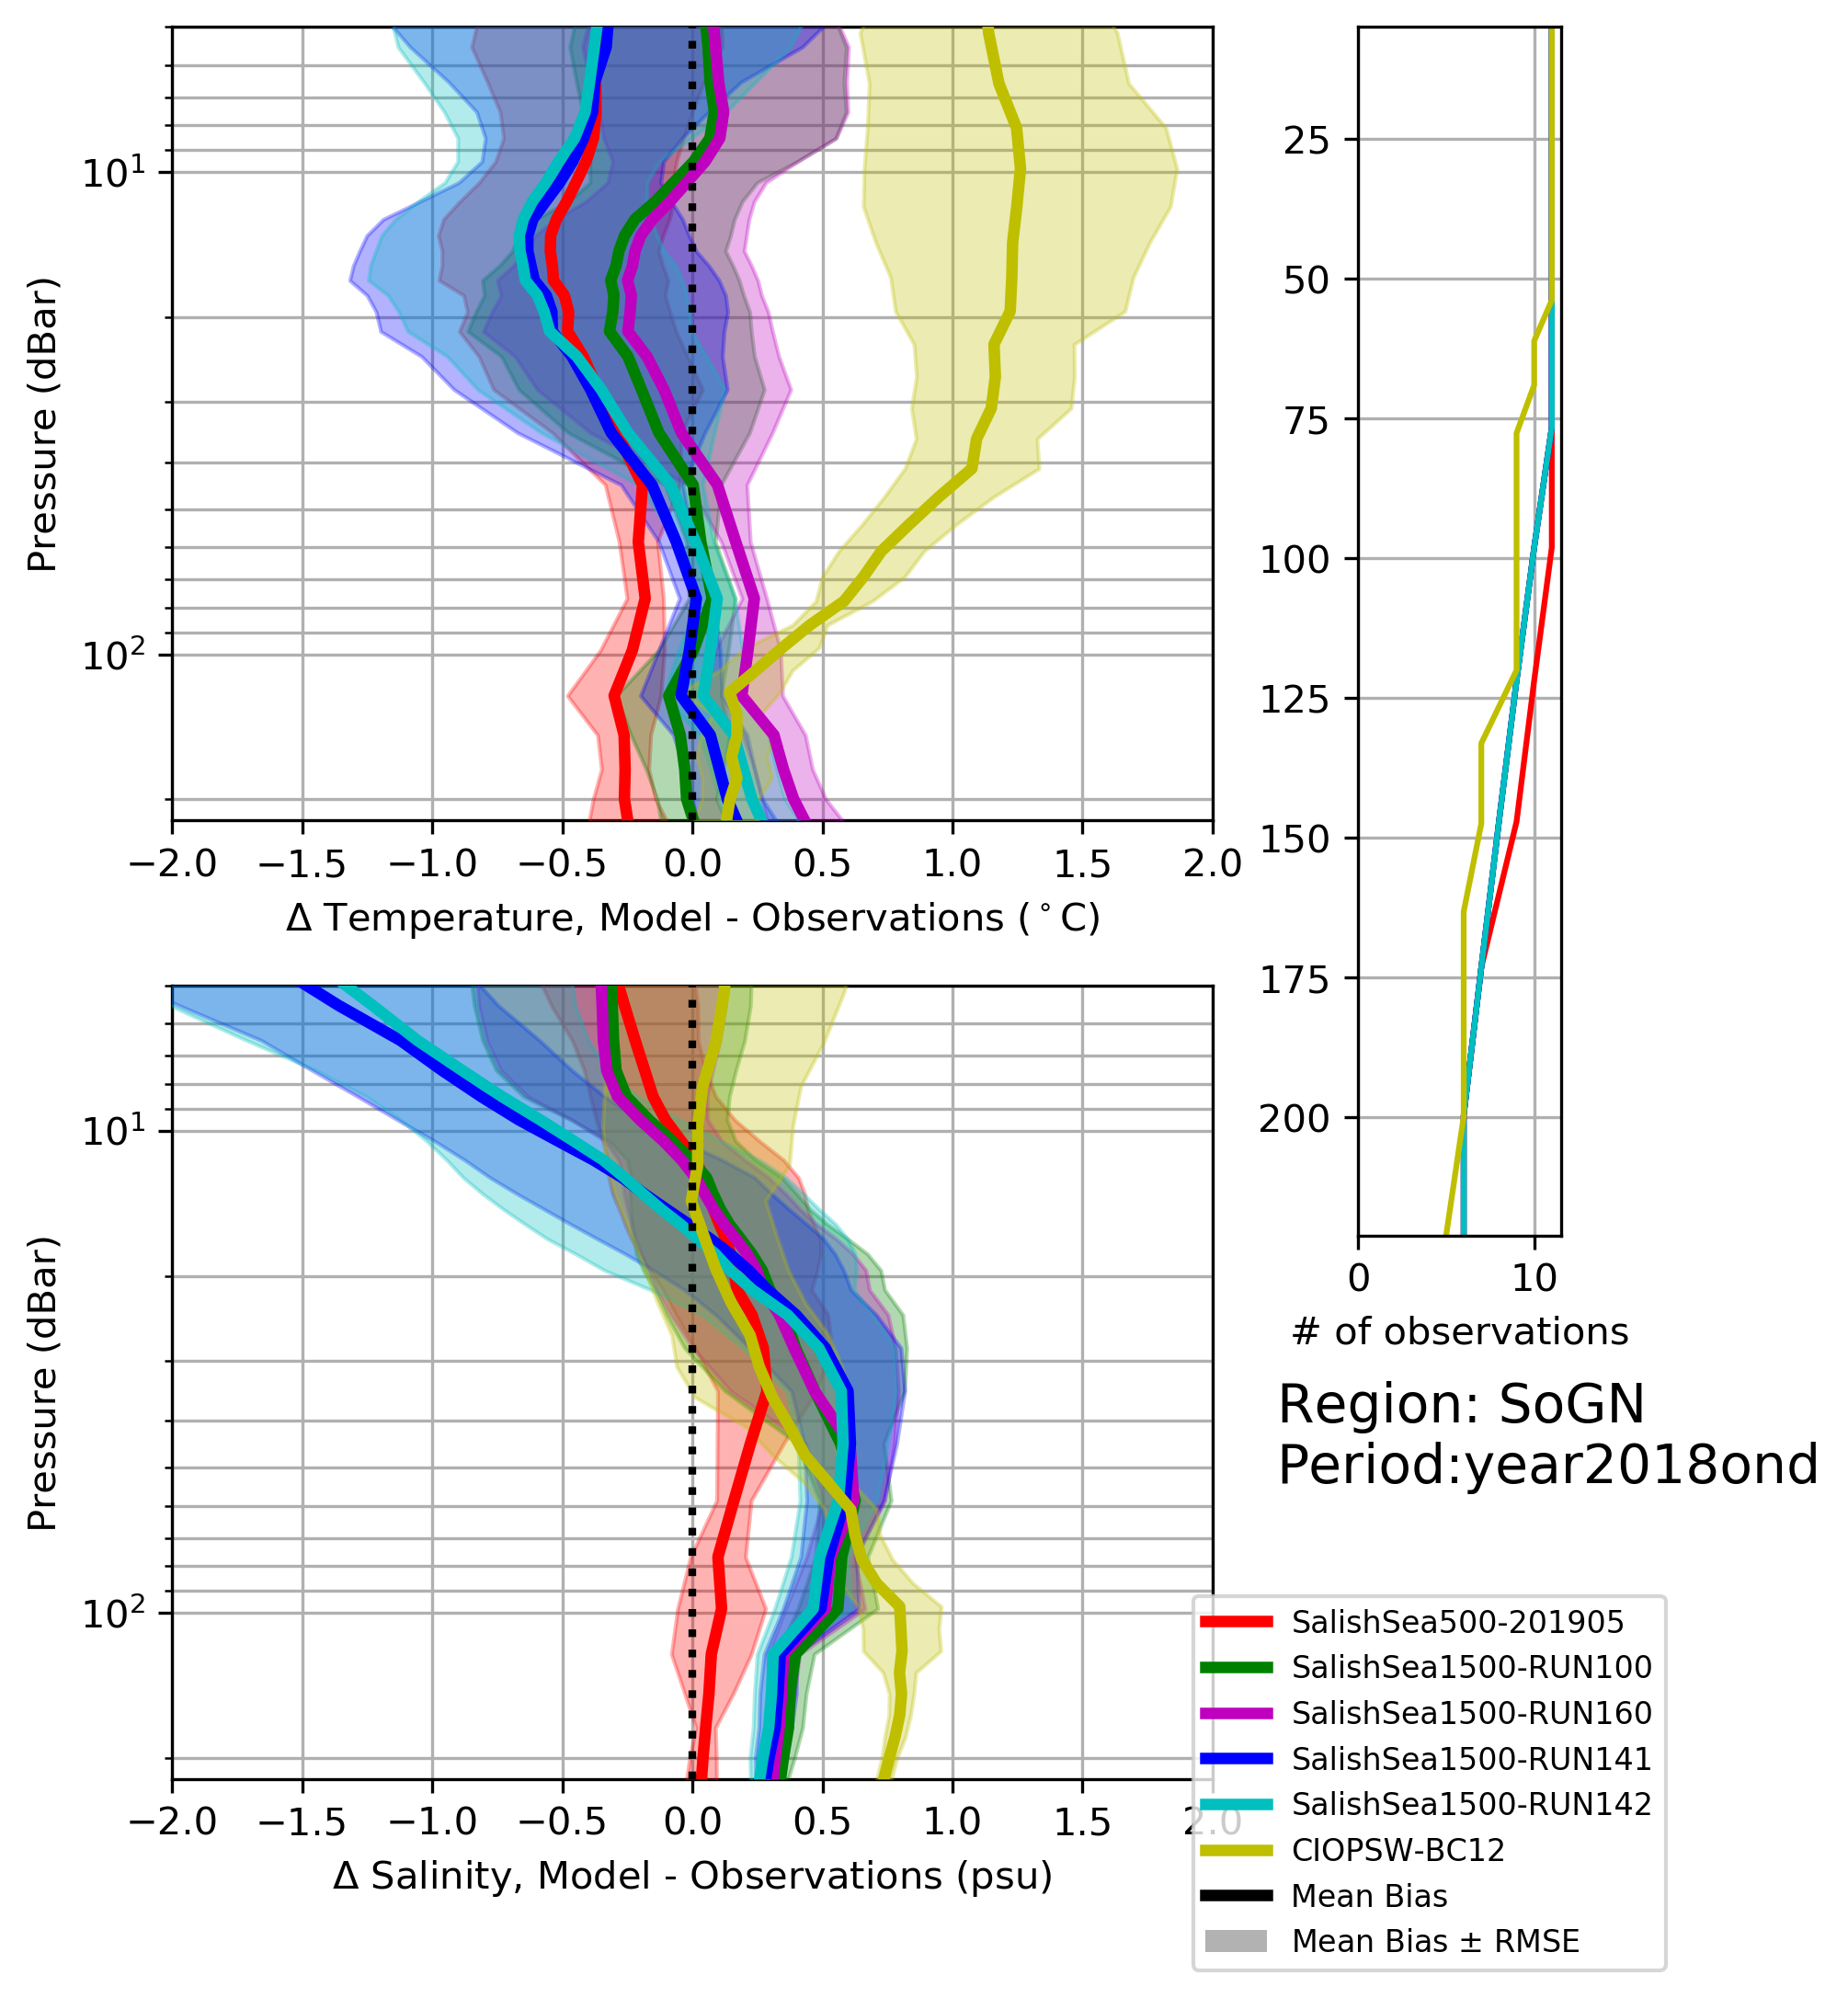 10¹
10²
Pressure (dBar)
−2.0 −1.5 −1.0 −0.5 0.0 0.5 1.0 1.5 2.0
Δ Temperature, Model - Observations (°C)
10¹
10²
Pressure (dBar)
−2.0 −1.5 −1.0 −0.5 0.0 0.5 1.0 1.5 2.0
Δ Salinity, Model - Observations (psu)
25
50
75
100
125
150
175
200
0 10
# of observations
Region: SoGN
Period:year2018ond
SalishSea500-201905
SalishSea1500-RUN100
SalishSea1500-RUN160
SalishSea1500-RUN141
SalishSea1500-RUN142
CIOPSW-BC12
Mean Bias
Mean Bias ± RMSE